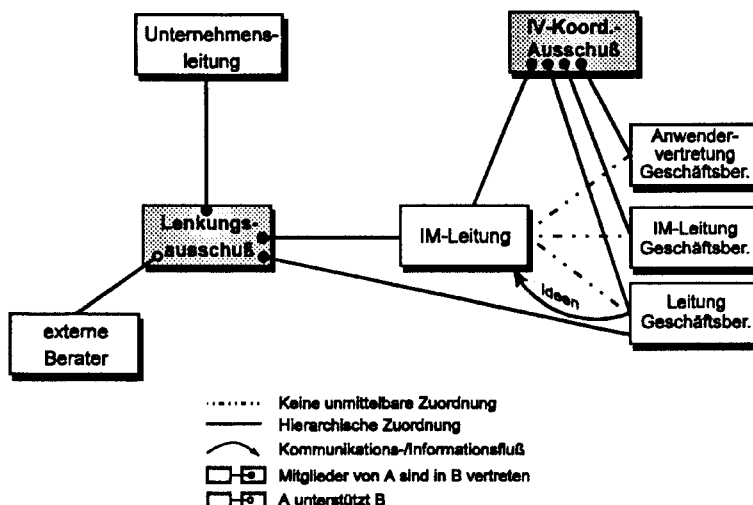 Unternehmens-
leitung
IV-Koord.-
Ausschuß
Anwender-
vertretung
Geschäftsber.
Lenkungs-
ausschuß
IM-Leitung
IM-Leitung
Geschäftsber.
Ideen
Leitung
Geschäftsber.
externe
Berater
Keine unmittelbare Zuordnung
Hierarchische Zuordnung
Kommunikations-/Informationsfluß
Mitglieder von A sind in B vertreten
A unterstützt B